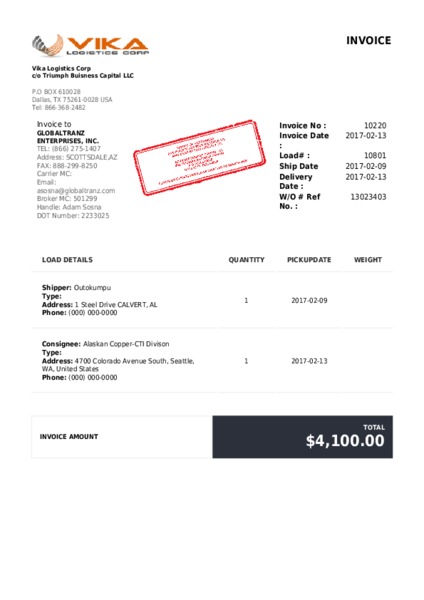 VIKA
LOGISTICS CORP
INVOICE
Vika Logistics Corp
c/o Triumph Buisness Capital LLC
P.O BOX 610028
Dallas, TX 75261-0028 USA
Tel: 866-368-2482
Invoice to
GLOBALTRANZ
ENTERPRISES, INC.
TEL: (866) 275-1407
Address: SCOTTSDALE,AZ
FAX: 888-299-8250
Carrier MC:
Email:
asosna@globaltranz.com
Broker MC: 501299
Handle: Adam Sosna
DOT Number: 2233025
Invoice No : 10220
Invoice Date : 2017-02-13
Load# : 10801
Ship Date 2017-02-09
Delivery Date : 2017-02-13
W/O # Ref No. : 13023403
LOAD DETAILS QUANTITY PICKUPDATE WEIGHT
Shipper: Outokumpu
Type:
Address: 1 Steel Drive CALVERT, AL
Phone: (000) 000-0000
1 2017-02-09
Consignee: Alaskan Copper-CTI Divison
Type:
Address: 4700 Colorado Avenue South, Seattle,
WA, United States
Phone: (000) 000-0000
1 2017-02-13
INVOICE AMOUNT
TOTAL
$4,100.00